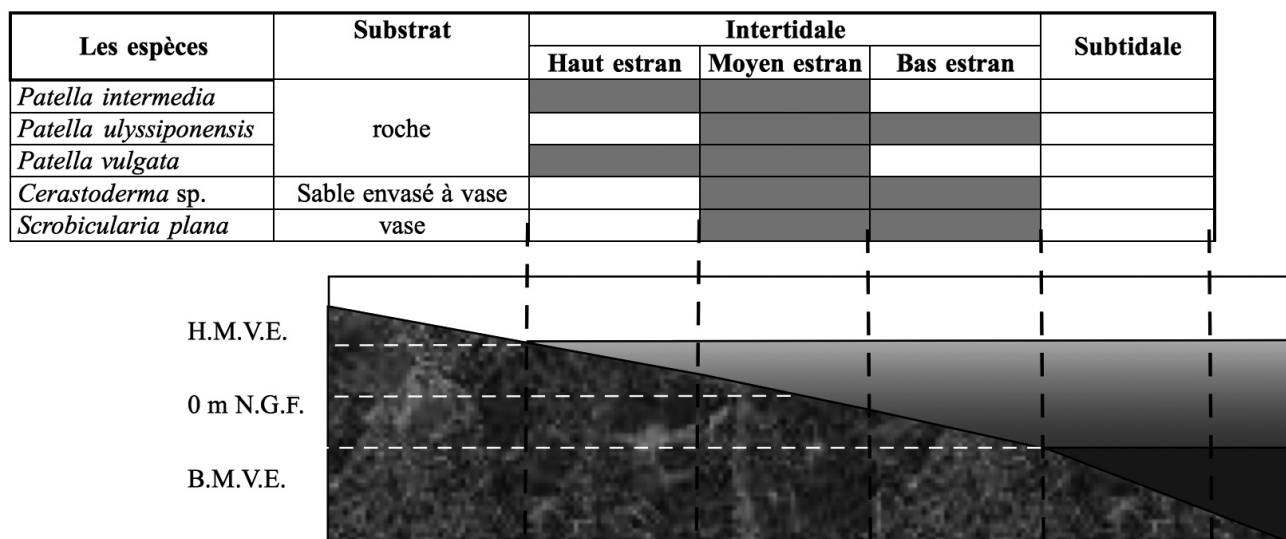 Les espèces Substrat Intertidale Subtidale
Haut estran Moyen estran Bas estran
Patella intermedia
Patella ulyssiponensis roche
Patella vulgata
Cerastoderma sp. Sable envasé à vase
Scrobicularia plana vase
H.M.V.E.
0 m N.G.F.
B.M.V.E.